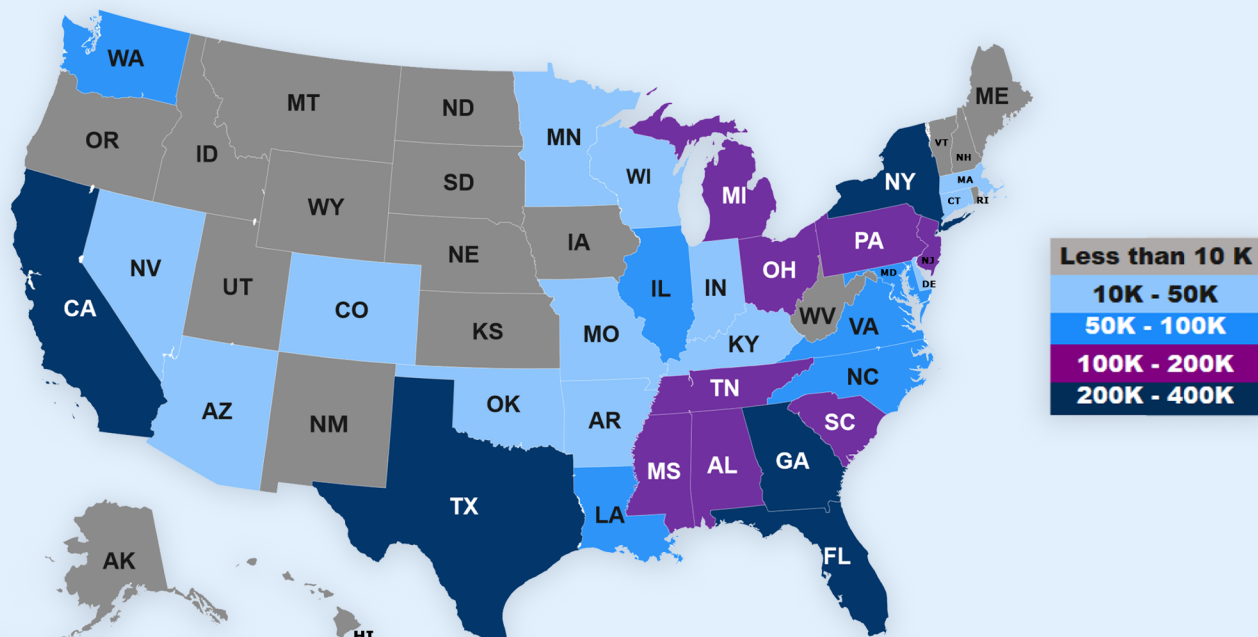 WA
MT
ND
MN
OR
ID
SD
WI
WY
MI
NY
ME
VT
NH
MA
CT
RI
IA
NE
PA
NJ
NV
UT
CO
IL
IN
OH
MD
DE
CA
KS
MO
KY
WV
VA
AZ
NM
OK
AR
TN
NC
SC
TX
LA
MS
AL
GA
FL
AK
HI
Less than 10 K
10K - 50K
50K - 100K
100K - 200K
200K - 400K